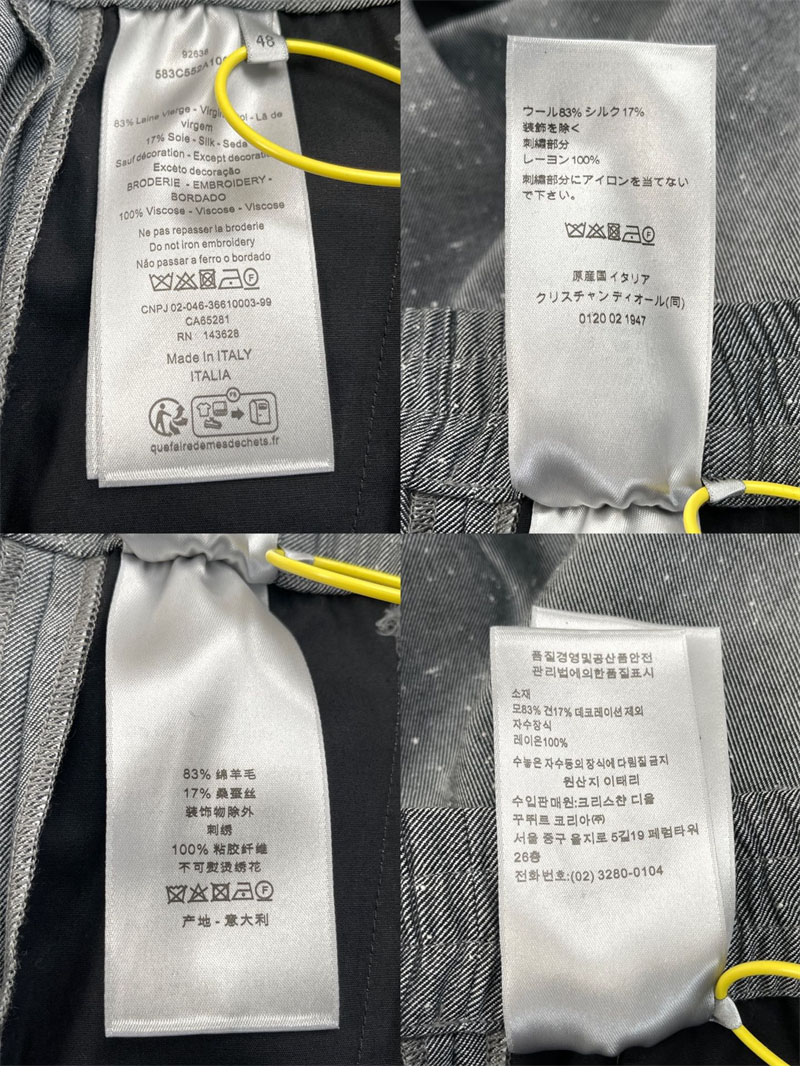 48
92638
583C552A10
83% Laine vierge - Virgin - Lã de
virgem
17% Soie - Silk - Seda
Sauf décoration - Except
Exceto decoração
BRODERIE - EMBROIDERY -
BORDADO
100% Viscose - Viscose - Viscose
Ne pas repasser la broderie
Do not iron embroidery
Não passar a ferro o bordado
F
CNPJ 02-046-36610003-99
CA65281
RN 143628
Made In ITALY
ITALIA
FR
quefairedemeadechets.fr
ウール83% シルク17%
装飾を除く
刺繍部分
レーヨン100%
刺繍部分にアイロンを当てない
で下さい。
F
原産国 イタリア
クリスチャン ディオール(同)
0120 02 1947
83% 绵羊毛
17% 桑蚕丝
装饰物除外
刺绣
100% 粘胶纤维
不可熨烫绣花
F
产地 - 意大利
품질경영및공산품안전
관리법에의한품질표시
소재
모83% 견17% 데코레이션 제외
자수장식
레이온100%
수놓은 자수등의 장식에 다림질 금지
원산지 이태리
수입판매원:크리스챤 디올
꾸뛰르 코리아(주)
서울 중구 을지로 5길19 페럼타워
26층
전화번호:(02) 3280-0104